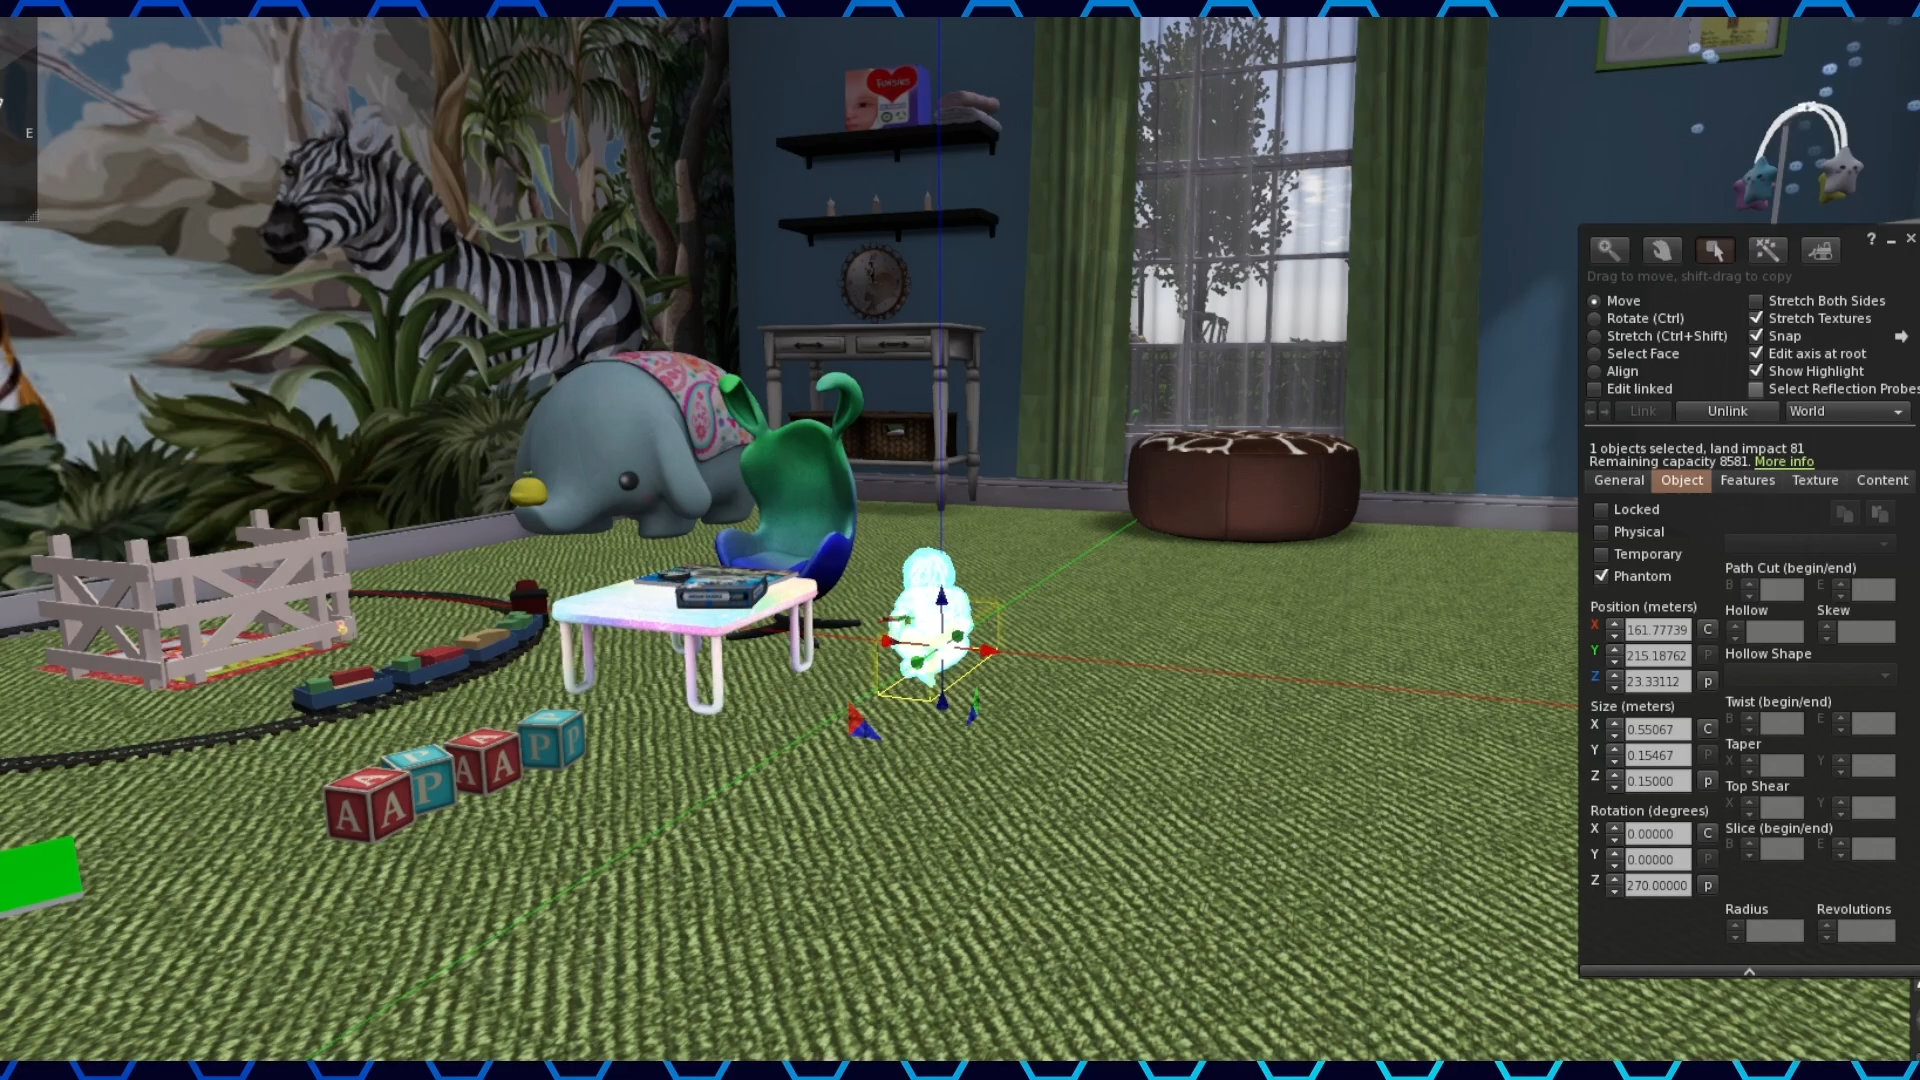 E
?
Drag to move, shift-drag to copy
Move
Stretch Both Sides
Rotate (Ctrl)
Stretch Textures
Stretch (Ctrl+Shift)
Snap
Select Face
Edit axis at root
Align
Show Highlight
Edit linked
Select Reflection Probes
Link
Unlink
World
1 objects selected, land impact 81
Remaining capacity 8581. More info
General Object Features Texture Content
Locked
Physical
Temporary
Phantom
Path Cut (begin/end)
B E
Position (meters)
Hollow Skew
X 161.77739 C
Y 215.18762 P
Hollow Shape
Z 23.33112 p
Size (meters)
Twist (begin/end)
B E
X 0.55067 C
Taper
Y 0.15467 P
X Y
Z 0.15000 p
Top Shear
X Y
Rotation (degrees)
Slice (begin/end)
X 0.00000 C
B E
Y 0.00000 P
Z 270.00000 p
Radius Revolutions
A A P A A P P